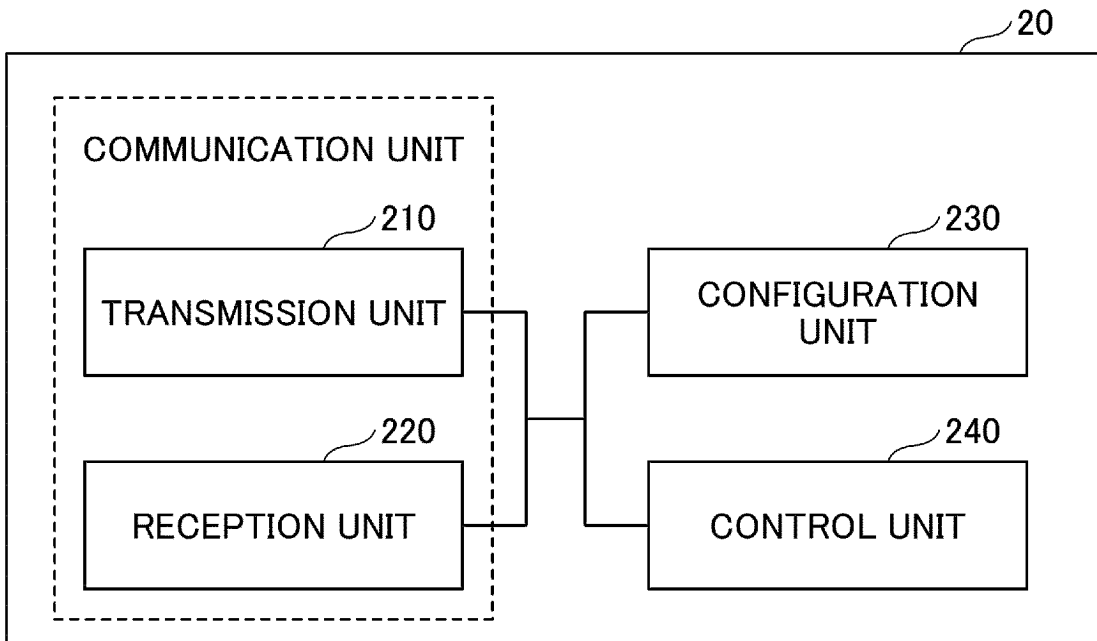 20
COMMUNICATION UNIT
210
TRANSMISSION UNIT
220
RECEPTION UNIT
230
CONFIGURATION
UNIT
240
CONTROL UNIT